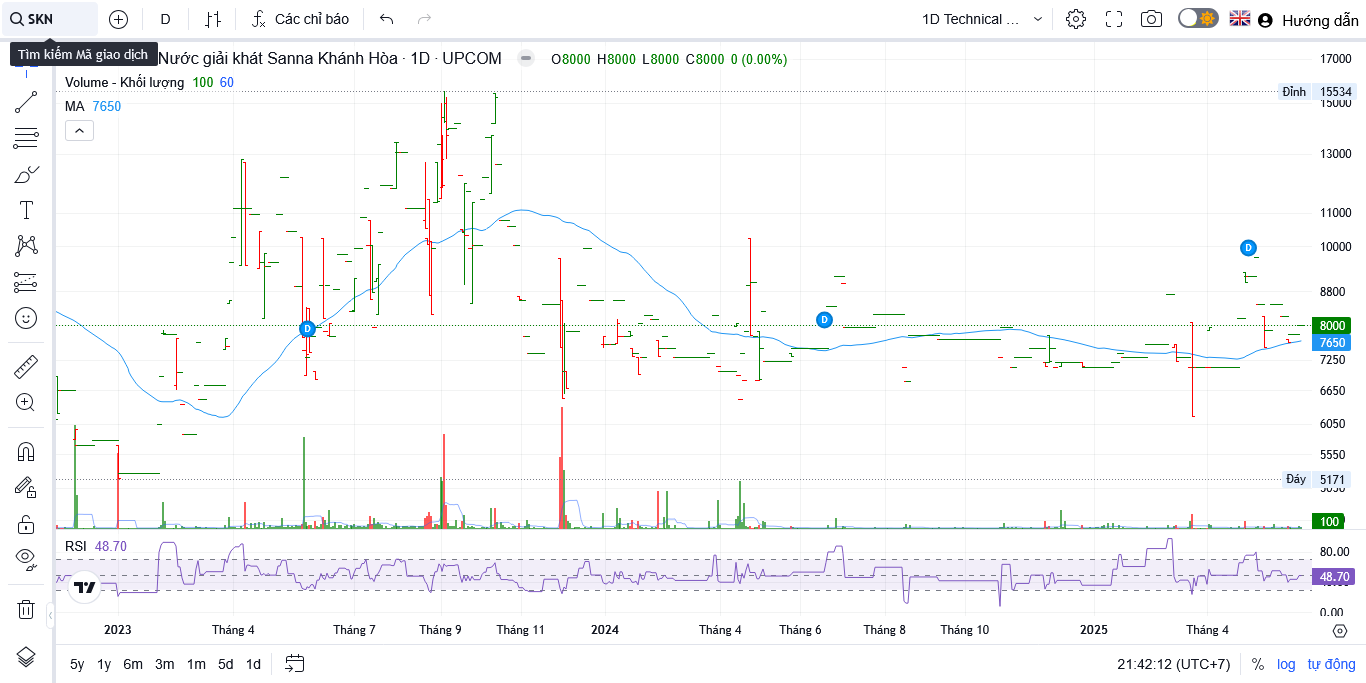 SKN
D
Các chỉ báo
1D Technical ...
Hướng dẫn
Tìm kiếm Mã giao dịch
Nước giải khát Sanna Khánh Hòa · 1D · UPCOM
O8000 H8000 L8000 C8000 0 (0.00%)
Volume - Khối lượng 100 60
MA 7650
17000
Đỉnh 15534
15000
13000
11000
10000
8800
8000
7650
7250
6650
6050
5550
Đáy 5171
100
D
D
D
RSI 48.70
80.00
48.70
0.00
2023 Tháng 4 Tháng 7 Tháng 9 Tháng 11 2024 Tháng 4 Tháng 6 Tháng 8 Tháng 10 2025 Tháng 4
5y 1y 6m 3m 1m 5d 1d
21:42:12 (UTC+7) % log tự động